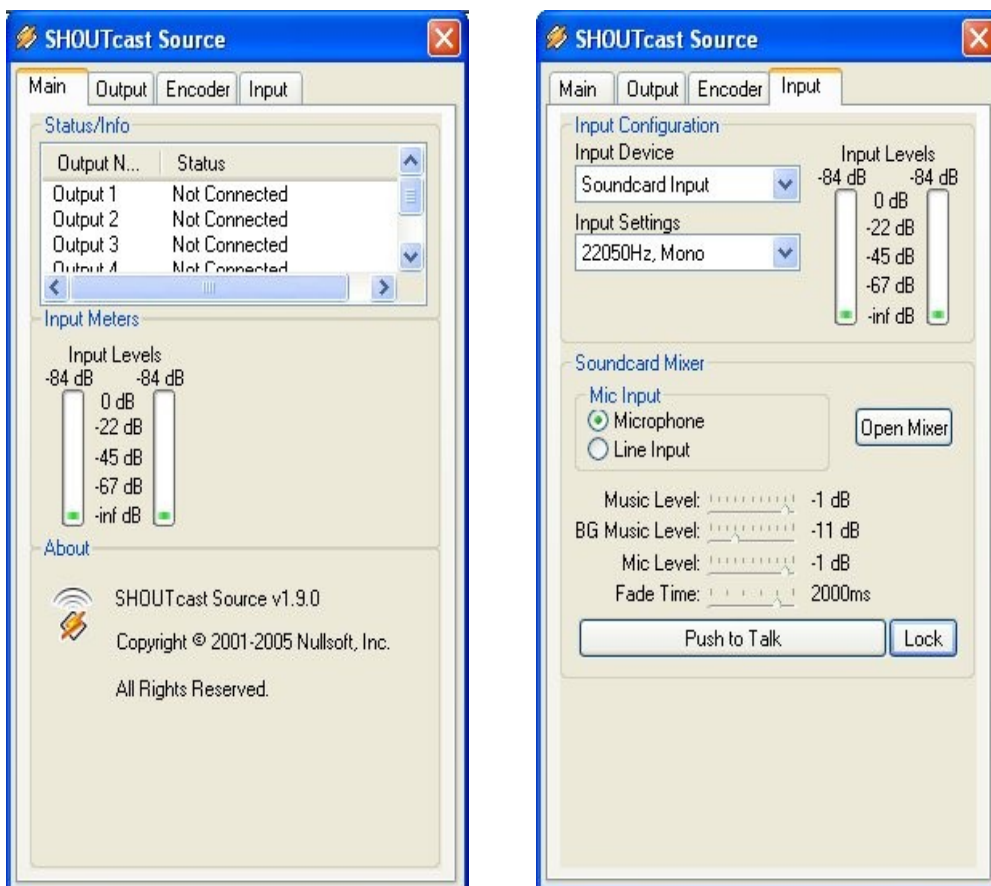 SHOUTcast Source
Main Output Encoder Input
Status/Info
Output N... Status
Output 1 Not Connected
Output 2 Not Connected
Output 3 Not Connected
Output 4 Not Connected
Input Meters
Input Levels
-84 dB -84 dB
0 dB
-22 dB
-45 dB
-67 dB
-inf dB
About
SHOUTcast Source v1.9.0
Copyright © 2001-2005 Nullsoft, Inc.
All Rights Reserved.
SHOUTcast Source
Main Output Encoder Input
Input Configuration
Input Device
Soundcard Input
Input Settings
22050Hz, Mono
Input Levels
-84 dB -84 dB
0 dB
-22 dB
-45 dB
-67 dB
-inf dB
Soundcard Mixer
Mic Input
Microphone
Line Input
Open Mixer
Music Level: -1 dB
BG Music Level: -11 dB
Mic Level: -1 dB
Fade Time: 2000ms
Push to Talk Lock